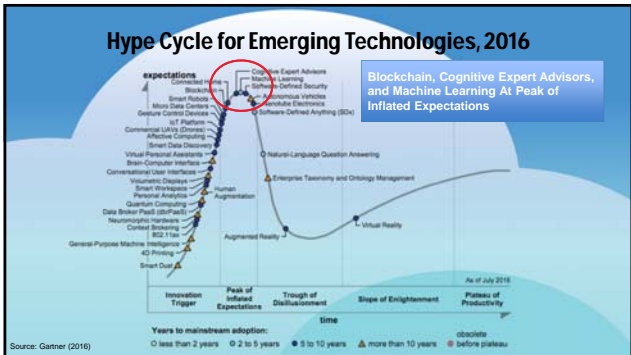 Hype Cycle for Emerging Technologies, 2016
expectations
Blockchain, Cognitive Expert Advisors,
and Machine Learning At Peak of
Inflated Expectations
Cognitive Expert Advisors
Machine Learning
Software-Defined Security
Connected Home
Blockchain
Autonomous Vehicles
Smart Robots
Nanotube Electronics
Micro Data Centers
Software-Defined Anything (SDx)
Gesture Control Devices
IoT Platform
Commercial UAVs (Drones)
Affective Computing
Smart Data Discovery
Virtual Personal Assistants
Natural-Language Question Answering
Brain-Computer Interface
Conversational User Interfaces
Enterprise Taxonomy and Ontology Management
Volumetric Displays
Smart Workspace
Human
Augmentation
Personal Analytics
Quantum Computing
Data Broker PaaS (dbrPaaS)
Neuromorphic Hardware
Context Brokering
Virtual Reality
802.11ax
Augmented Reality
General-Purpose Machine Intelligence
4D Printing
Smart Dust
As of July 2016
Innovation
Trigger
Peak of
Inflated
Expectations
Trough of
Disillusionment
Slope of Enlightenment
Plateau of
Productivity
time
Years to mainstream adoption:
less than 2 years
2 to 5 years
5 to 10 years
more than 10 years
obsolete
before plateau
Source: Gartner (2016)